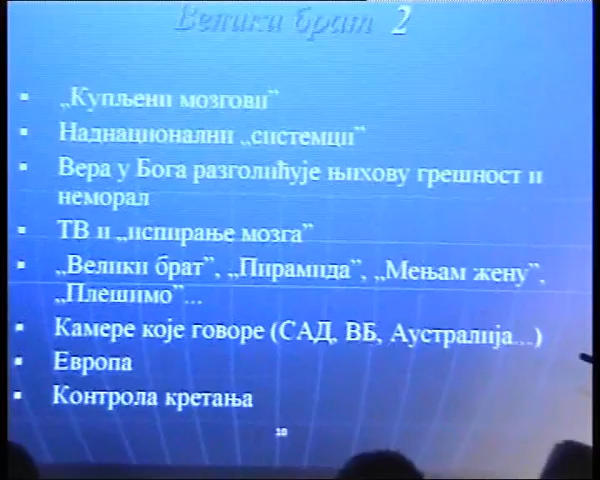 Велики брат 2
„Купљени мозгови”
Наднационални „системци”
Вера у Бога разголићује њихову грешност и
неморал
ТВ и „испирање мозга”
„Велики брат”, „Пирамида”, „Мењам жену”,
„Плешимо”...
Камере које говоре (САД, ВБ, Аустралија...)
Европа
Контрола кретања
10